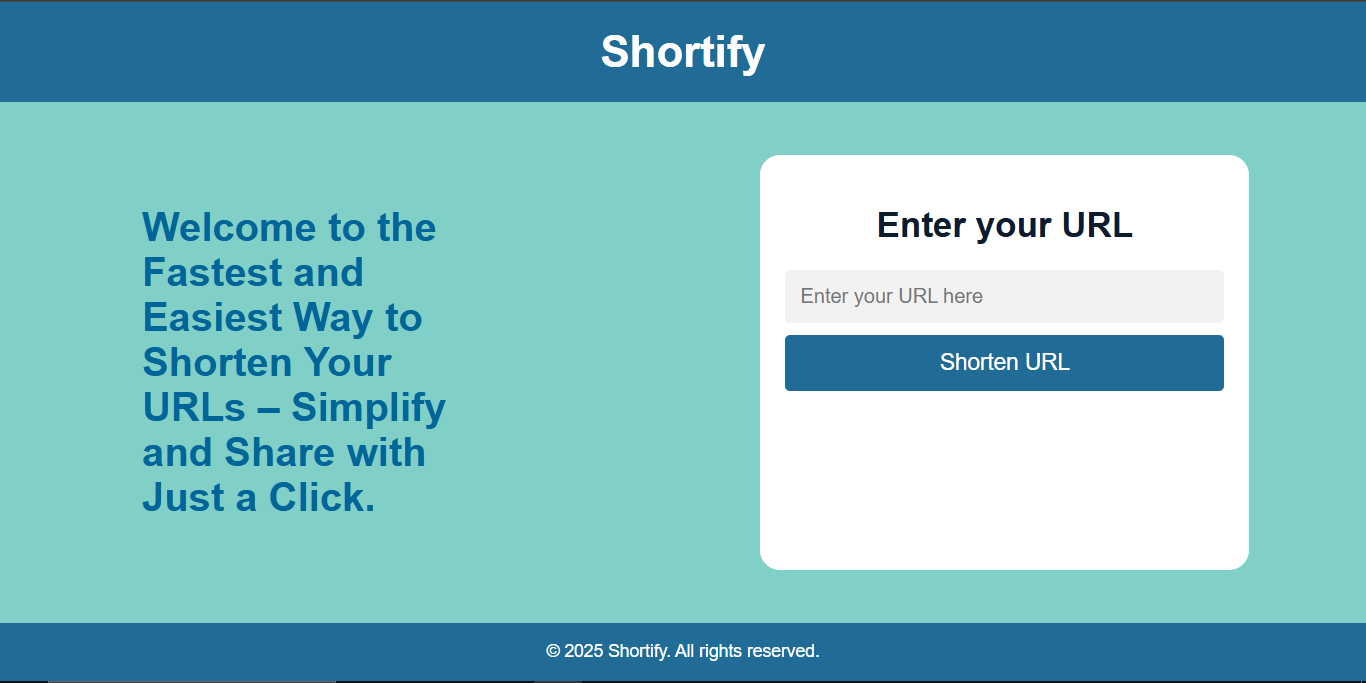 Shortify
Welcome to the
Fastest and
Easiest Way to
Shorten Your
URLs – Simplify
and Share with
Just a Click.
Enter your URL
Enter your URL here
Shorten URL
© 2025 Shortify. All rights reserved.